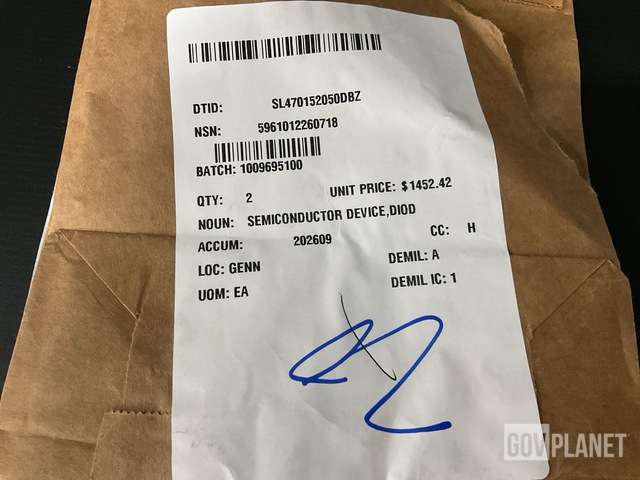 DTID: SL470152050DBZ
NSN: 5961012260718
BATCH: 1009695100
QTY: 2 UNIT PRICE: $1452.42
NOUN: SEMICONDUCTOR DEVICE,DIOD
ACCUM: 202609 CC: H
LOC: GENN DEMIL: A
UOM: EA DEMIL IC: 1
GOVPLANET